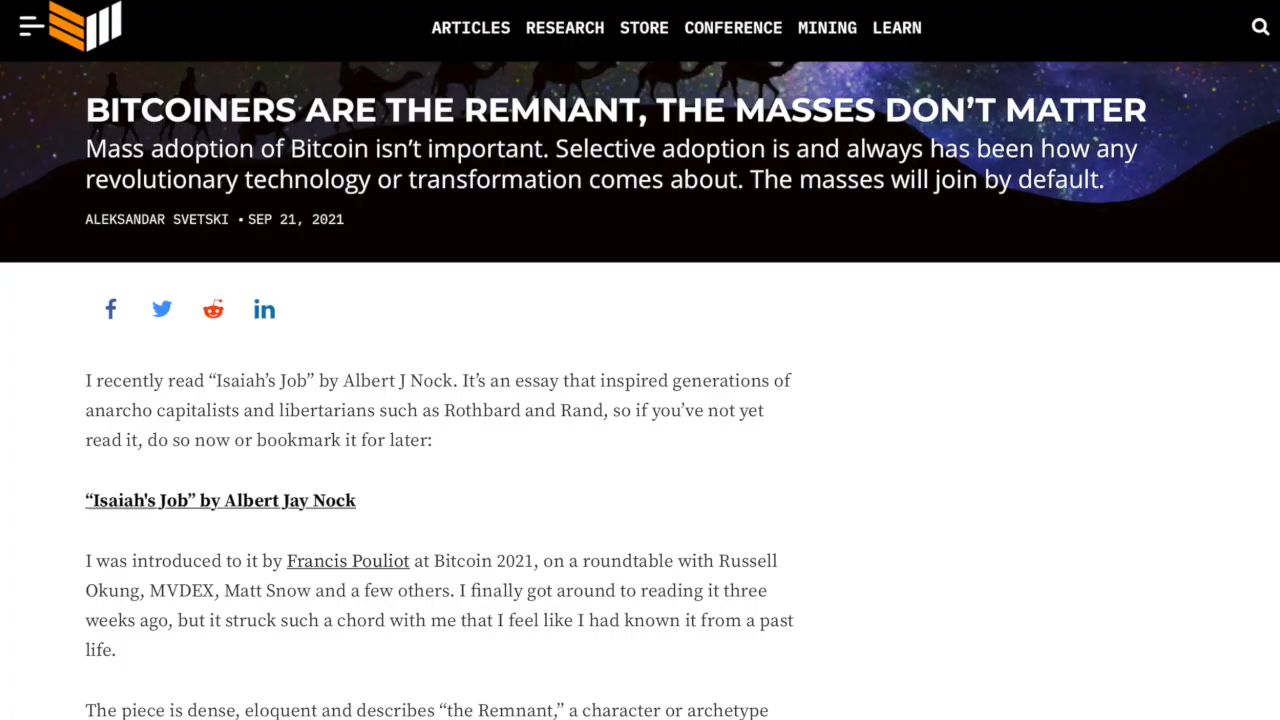 ARTICLES RESEARCH STORE CONFERENCE MINING LEARN
BITCOINERS ARE THE REMNANT, THE MASSES DON’T MATTER
Mass adoption of Bitcoin isn’t important. Selective adoption is and always has been how any
revolutionary technology or transformation comes about. The masses will join by default.
ALEKSANDAR SVETSKI • SEP 21, 2021
I recently read “Isaiah’s Job” by Albert J Nock. It’s an essay that inspired generations of
anarcho capitalists and libertarians such as Rothbard and Rand, so if you’ve not yet
read it, do so now or bookmark it for later:
“Isaiah's Job” by Albert Jay Nock
I was introduced to it by Francis Pouliot at Bitcoin 2021, on a roundtable with Russell
Okung, MVDEX, Matt Snow and a few others. I finally got around to reading it three
weeks ago, but it struck such a chord with me that I feel like I had known it from a past
life.
The piece is dense, eloquent and describes “the Remnant,” a character or archetype